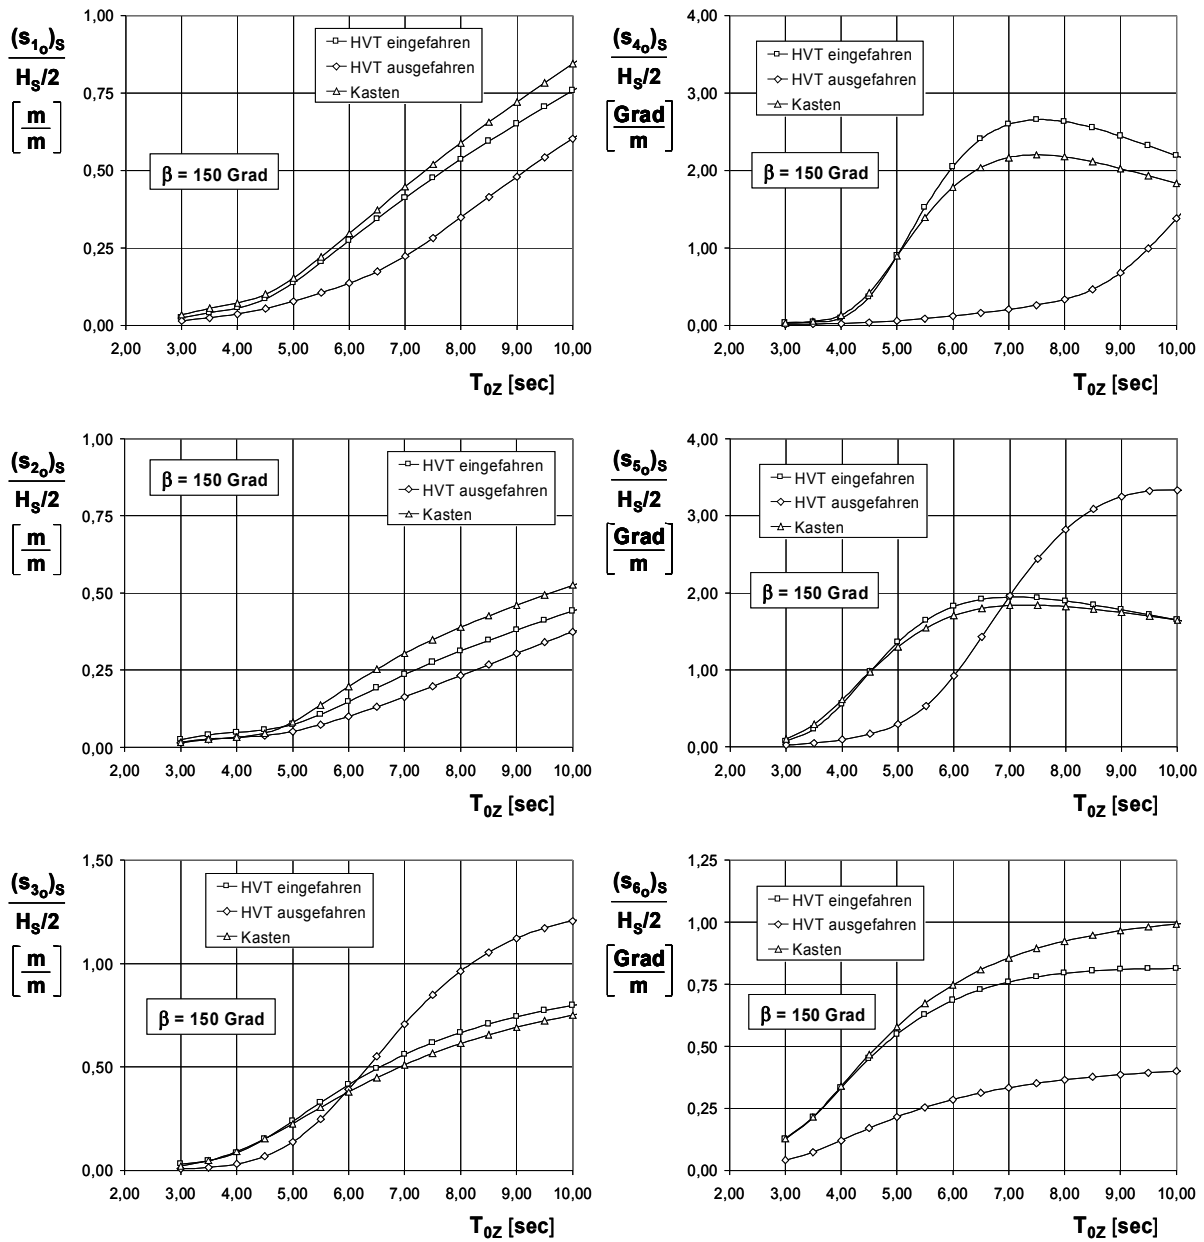 (s1o)S
HS/2
[m/m]
1,00
0,75
0,50
0,25
0,00
HVT eingefahren
HVT ausgefahren
Kasten
β = 150 Grad
2,00 3,00 4,00 5,00 6,00 7,00 8,00 9,00 10,00
T0Z [sec]
(s4o)S
HS/2
[Grad/m]
4,00
3,00
2,00
1,00
0,00
HVT eingefahren
HVT ausgefahren
Kasten
β = 150 Grad
2,00 3,00 4,00 5,00 6,00 7,00 8,00 9,00 10,00
T0Z [sec]
(s2o)S
HS/2
[m/m]
1,00
0,75
0,50
0,25
0,00
β = 150 Grad
HVT eingefahren
HVT ausgefahren
Kasten
2,00 3,00 4,00 5,00 6,00 7,00 8,00 9,00 10,00
T0Z [sec]
(s5o)S
HS/2
[Grad/m]
4,00
3,00
2,00
1,00
0,00
HVT eingefahren
HVT ausgefahren
Kasten
β = 150 Grad
2,00 3,00 4,00 5,00 6,00 7,00 8,00 9,00 10,00
T0Z [sec]
(s3o)S
HS/2
[m/m]
1,50
1,00
0,50
0,00
HVT eingefahren
HVT ausgefahren
Kasten
β = 150 Grad
2,00 3,00 4,00 5,00 6,00 7,00 8,00 9,00 10,00
T0Z [sec]
(s6o)S
HS/2
[Grad/m]
1,25
1,00
0,75
0,50
0,25
0,00
HVT eingefahren
HVT ausgefahren
Kasten
β = 150 Grad
2,00 3,00 4,00 5,00 6,00 7,00 8,00 9,00 10,00
T0Z [sec]